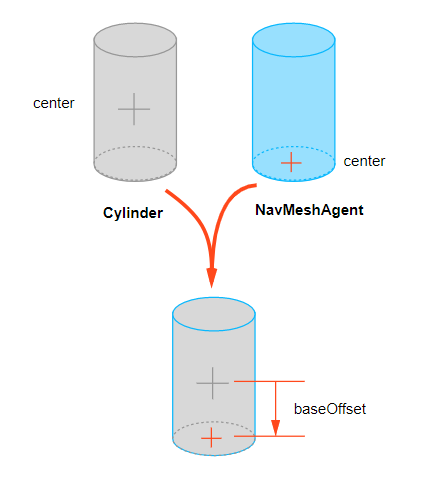 center
center
Cylinder
NavMeshAgent
baseOffset